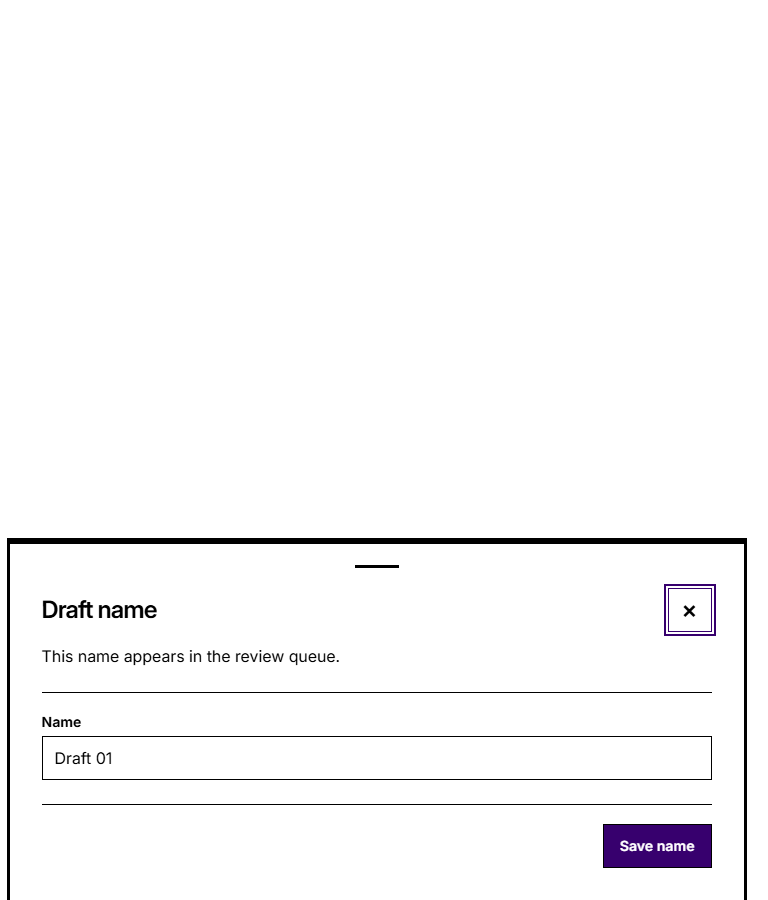 Draft name
×
This name appears in the review queue.
Name
Draft 01
Save name